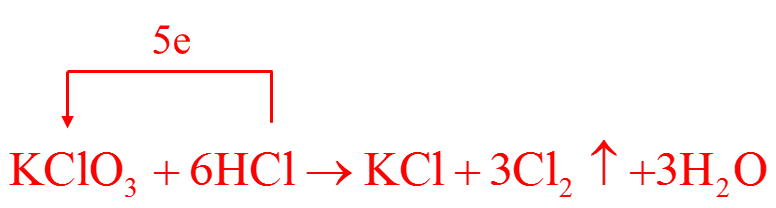 5e
KClO₃ + 6HCl → KCl + 3Cl₂ ↑ +3H₂O